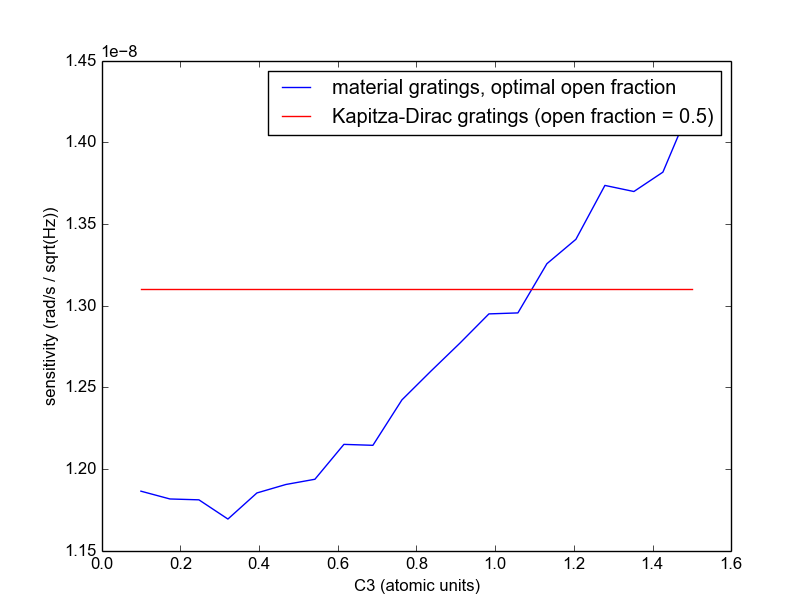 1e−8
1.45
1.40
1.35
1.30
1.25
1.20
1.15
sensitivity (rad/s / sqrt(Hz))
material gratings, optimal open fraction
Kapitza-Dirac gratings (open fraction = 0.5)
0.0 0.2 0.4 0.6 0.8 1.0 1.2 1.4 1.6
C3 (atomic units)